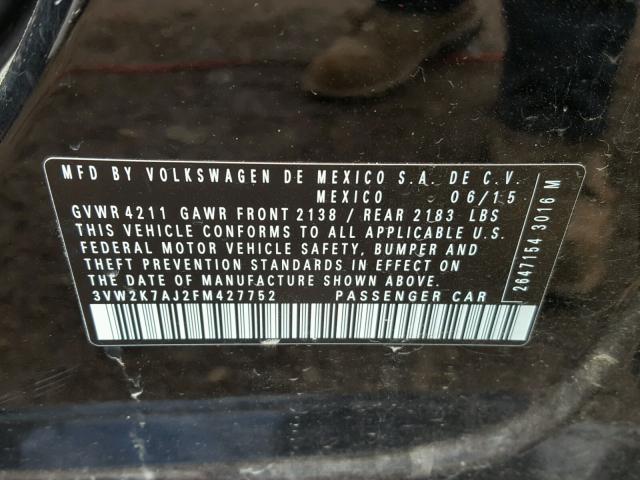 MFD BY VOLKSWAGEN DE MEXICO S.A. DE C.V.
MEXICO 06/15
GVWR 4211 GAWR FRONT 2138 / REAR 2183 LBS
THIS VEHICLE CONFORMS TO ALL APPLICABLE U.S.
FEDERAL MOTOR VEHICLE SAFETY, BUMPER AND
THEFT PREVENTION STANDARDS IN EFFECT ON
THE DATE OF MANUFACTURE SHOWN ABOVE.
3VW2K7AJ2FM427752 PASSENGER CAR
2647154 3016 M